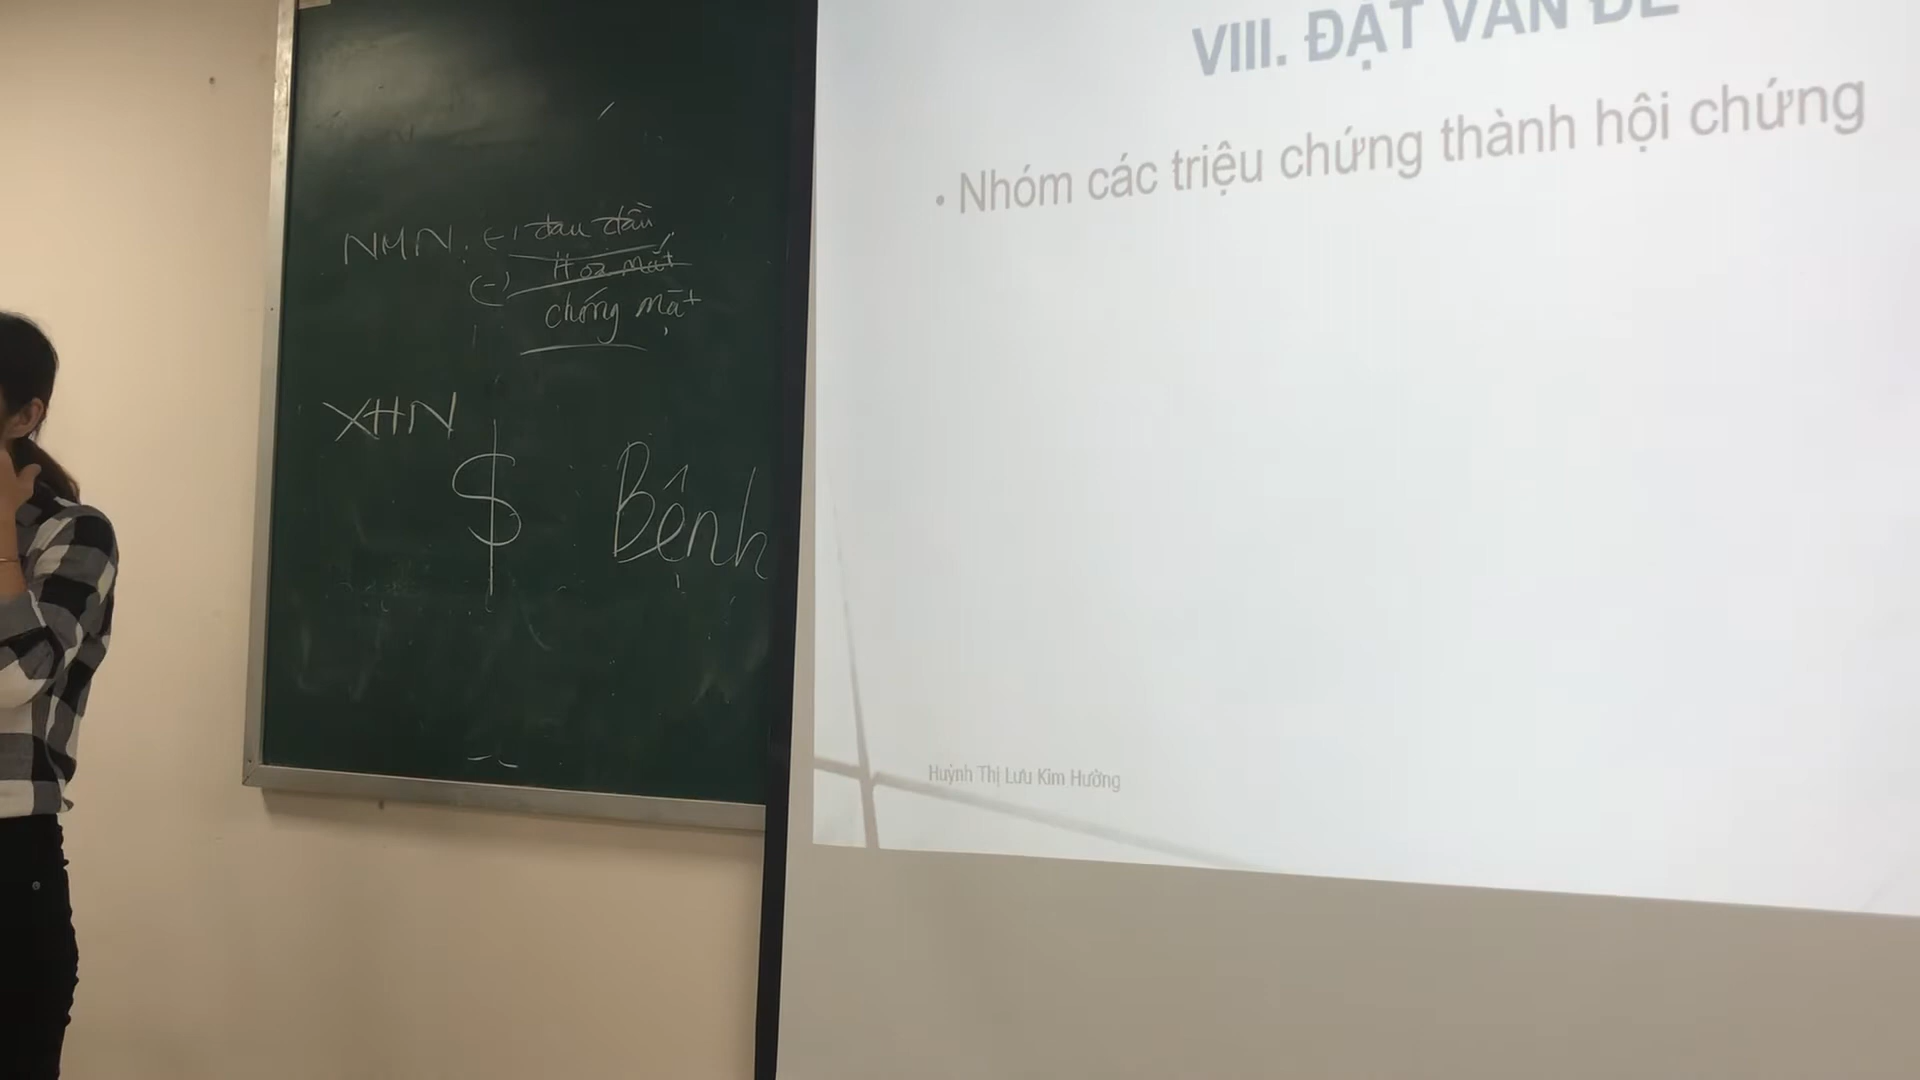 NMN. (-) đau đầu
Hoa mắt
(-) chóng mặt
XHN
$ Bệnh
VIII. ĐẶT VẤN ĐỀ
• Nhóm các triệu chứng thành hội chứng
Huỳnh Thị Lưu Kim Hường